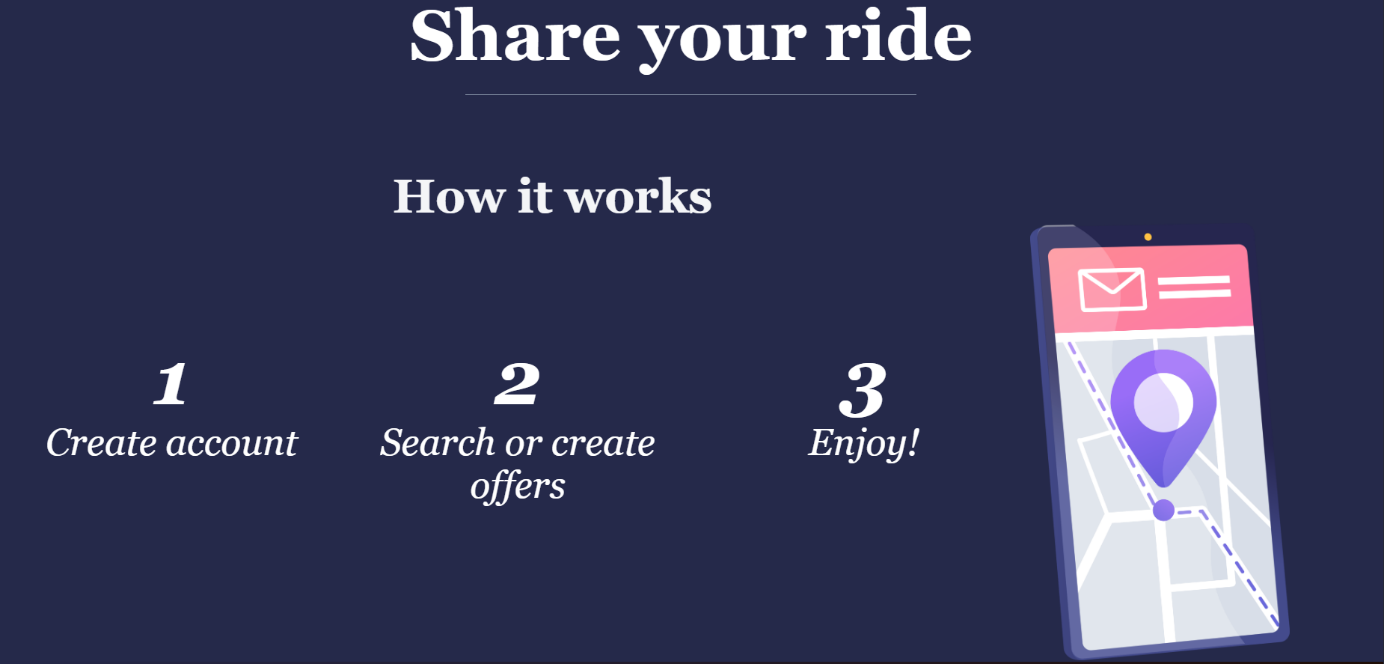 Share your ride
How it works
1
Create account
2
Search or create
offers
3
Enjoy!